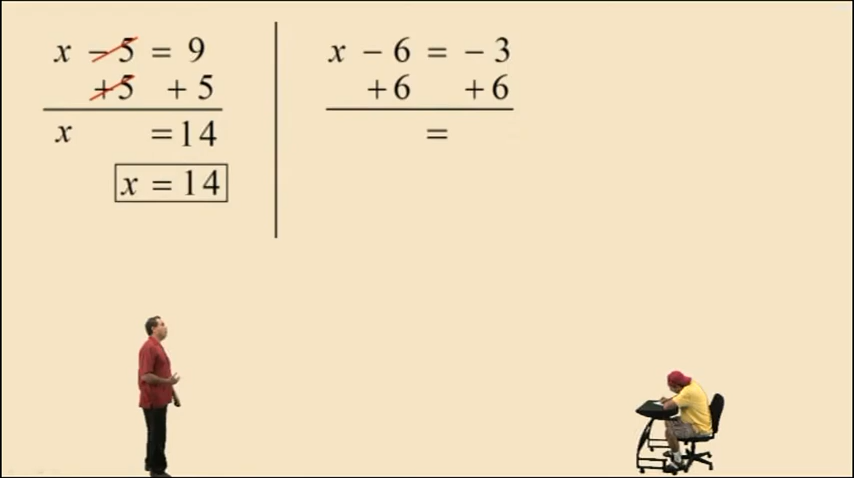 x − 5 = 9
+5 + 5
x = 14
x = 14
x − 6 = − 3
+6 +6
=